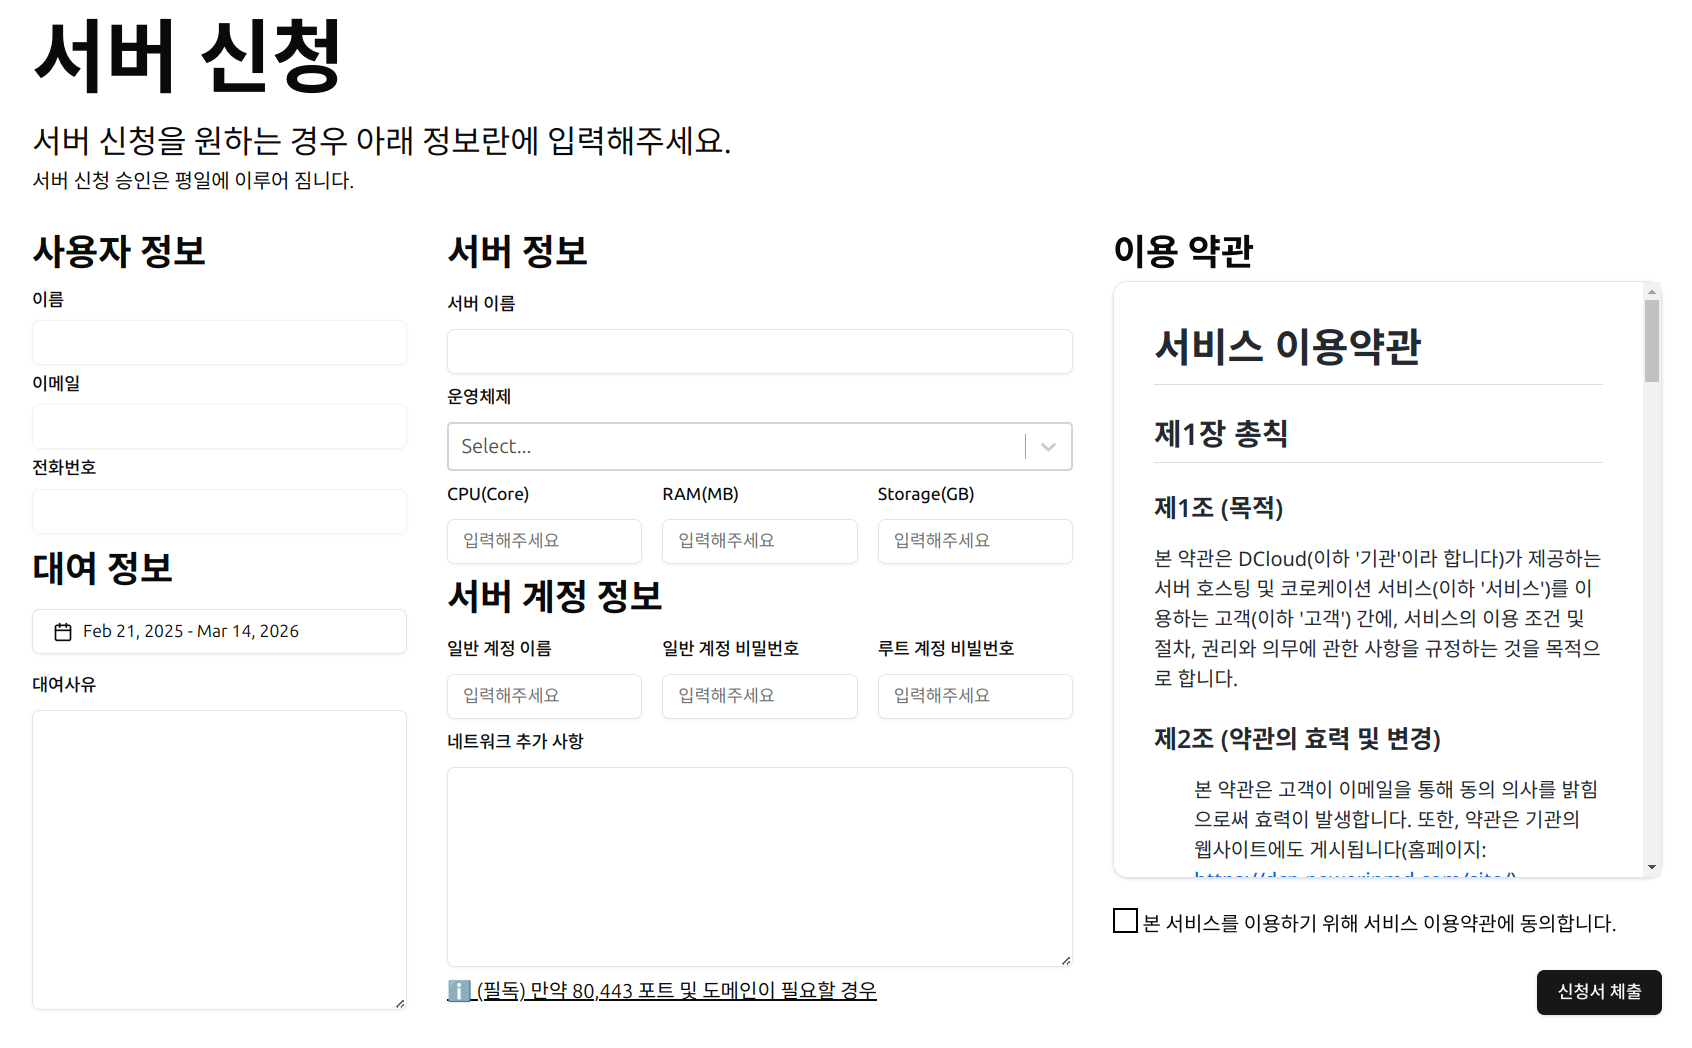 서버 신청
서버 신청을 원하는 경우 아래 정보란에 입력해주세요.
서버 신청 승인은 평일에 이루어 짐니다.
사용자 정보
이름
이메일
전화번호
대여 정보
Feb 21, 2025 - Mar 14, 2026
대여사유
서버 정보
서버 이름
운영체제
Select...
CPU(Core)
RAM(MB)
Storage(GB)
입력해주세요
입력해주세요
입력해주세요
서버 계정 정보
일반 계정 이름
일반 계정 비밀번호
루트 계정 비빌번호
입력해주세요
입력해주세요
입력해주세요
네트워크 추가 사항
ℹ️ (필독) 만약 80,443 포트 및 도메인이 필요할 경우
이용 약관
서비스 이용약관
제1장 총칙
제1조 (목적)
본 약관은 DCloud(이하 '기관'이라 합니다)가 제공하는
서버 호스팅 및 코로케이션 서비스(이하 '서비스')를 이
용하는 고객(이하 '고객') 간에, 서비스의 이용 조건 및
절차, 권리와 의무에 관한 사항을 규정하는 것을 목적으
로 합니다.
제2조 (약관의 효력 및 변경)
본 약관은 고객이 이메일을 통해 동의 의사를 밝힘
으로써 효력이 발생합니다. 또한, 약관은 기관의
웹사이트에도 게시됩니다(홈페이지:
본 서비스를 이용하기 위해 서비스 이용약관에 동의합니다.
신청서 체출